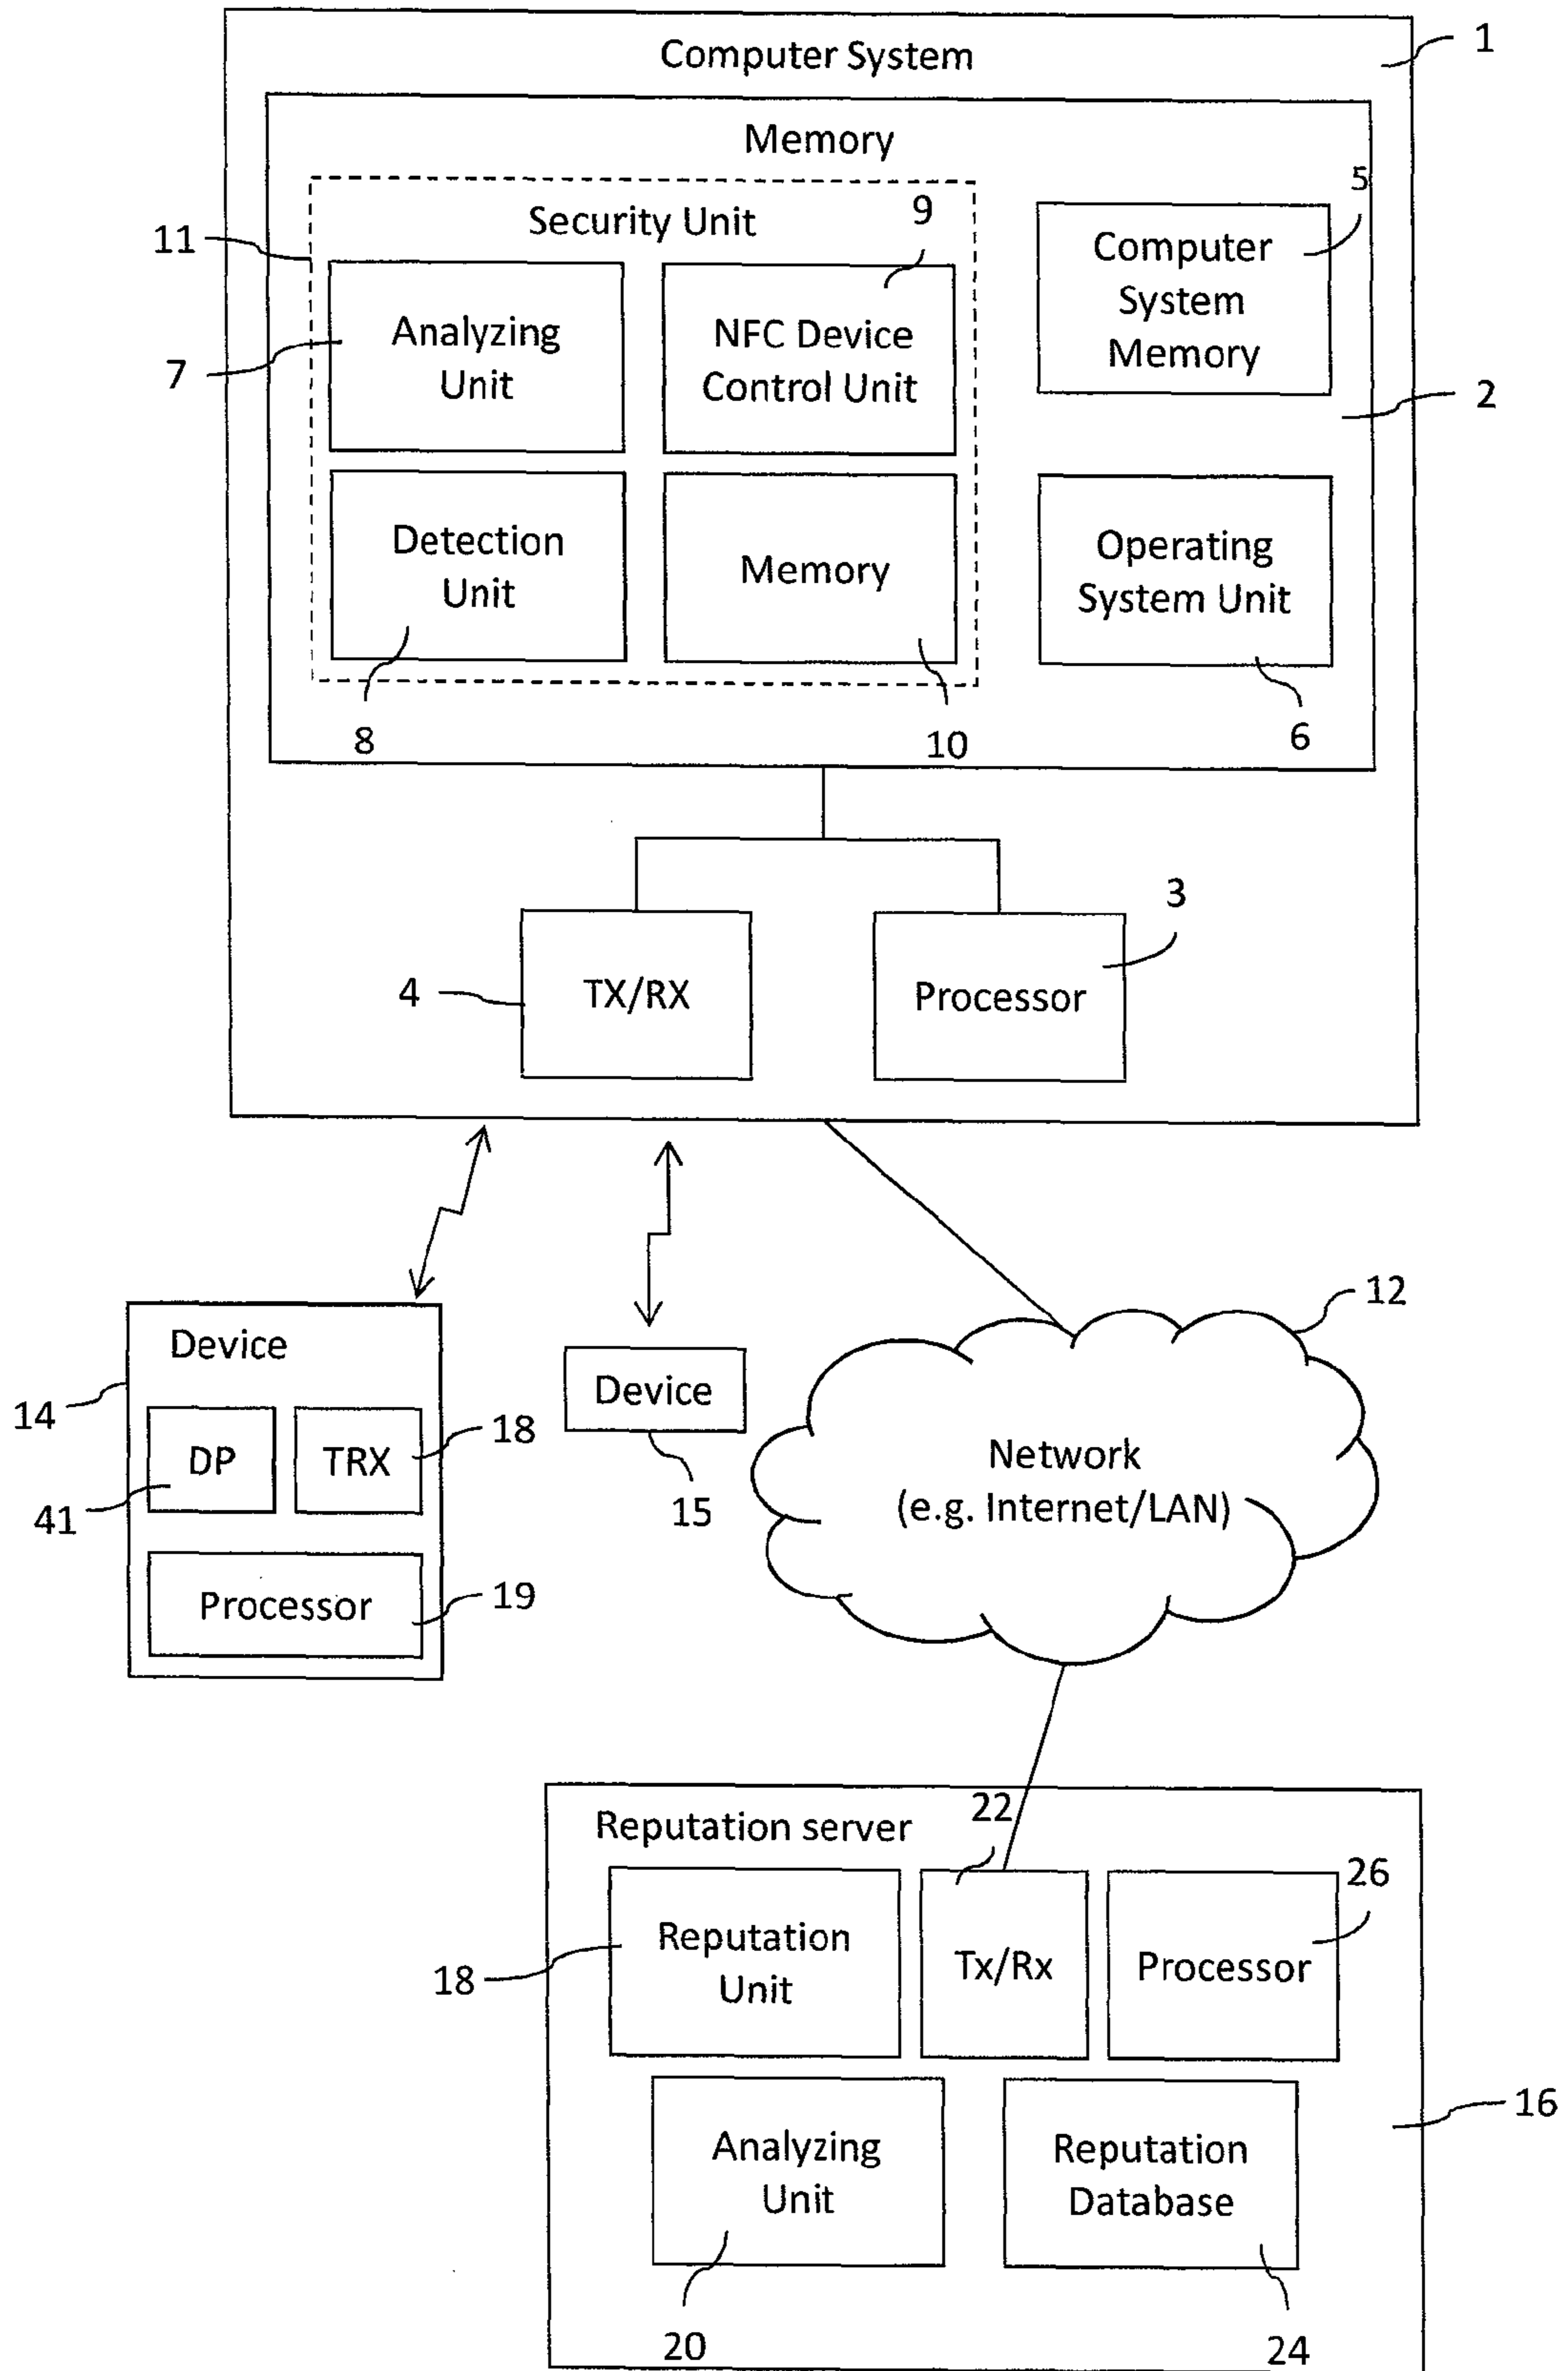 Computer System
1
Memory
5
Security Unit
9
11
Computer
System
Memory
Analyzing
Unit
NFC Device
Control Unit
7
2
Detection
Unit
Memory
Operating
System Unit
8
10
6
3
4
TX/RX
Processor
12
Device
14
DP
TRX
18
Device
41
15
Network
(e.g. Internet/LAN)
Processor
19
22
Reputation server
26
Reputation
Unit
Tx/Rx
Processor
18
16
Analyzing
Unit
Reputation
Database
20
24